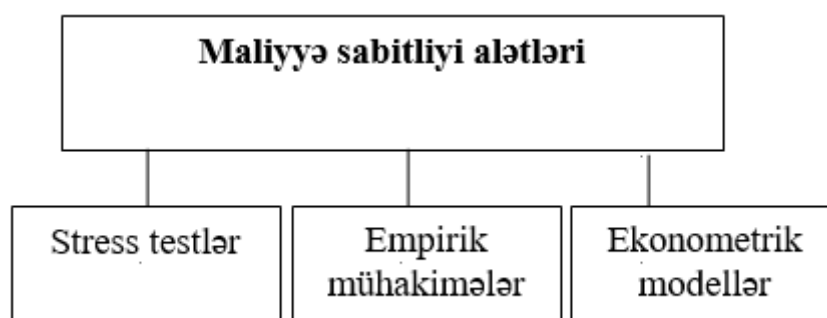 Maliyyə sabitliyi alətləri
Stress testlər
Empirik
mühakimələr
Ekonometrik
modellər